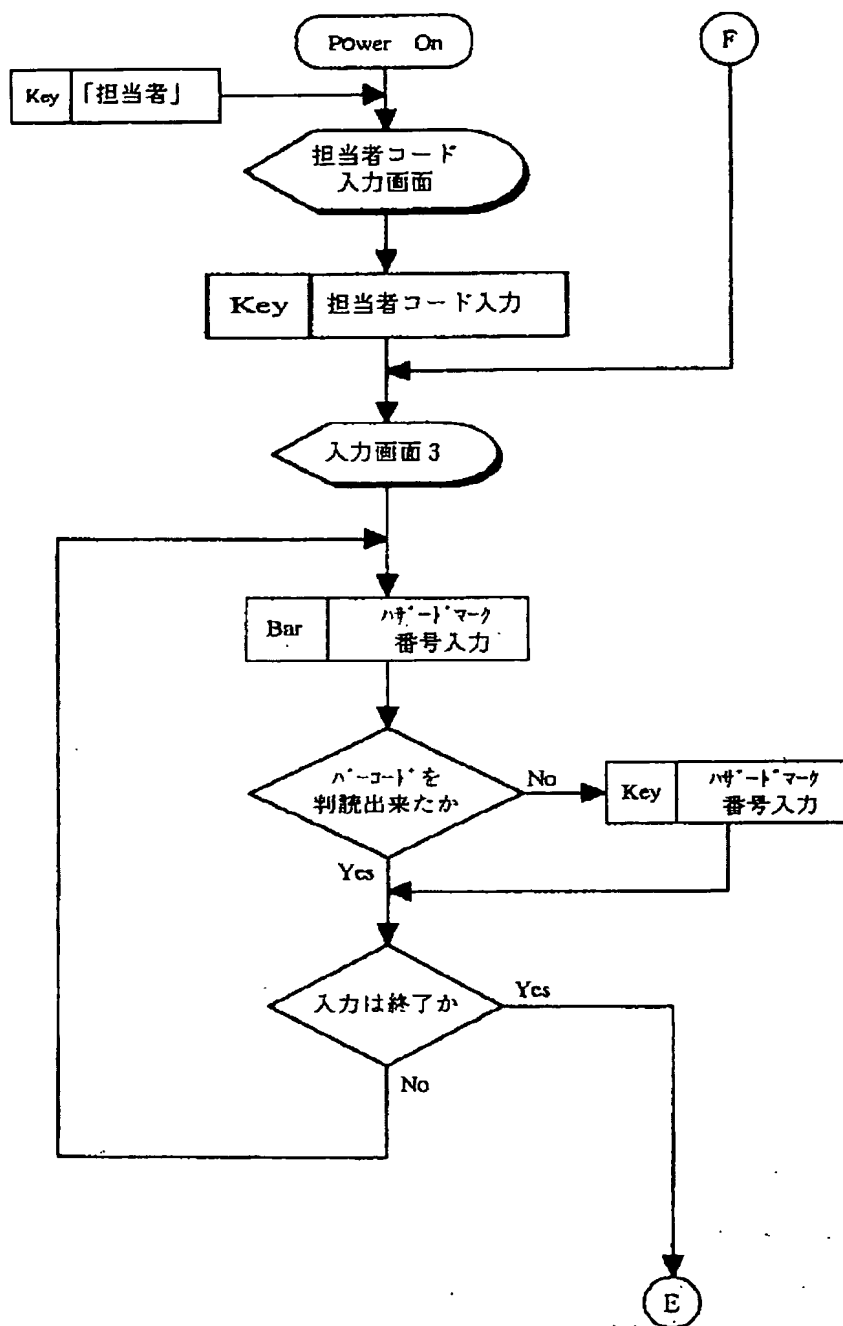 Power On
F
Key 「担当者」
担当者コード
入力画面
Key 担当者コード入力
入力画面3
Bar ﾊｻﾞｰﾄﾞﾏｰｸ
番号入力
ﾊﾞｰｺｰﾄﾞを
判読出来たか
No
Key ﾊｻﾞｰﾄﾞﾏｰｸ
番号入力
Yes
入力は終了か
Yes
No
E